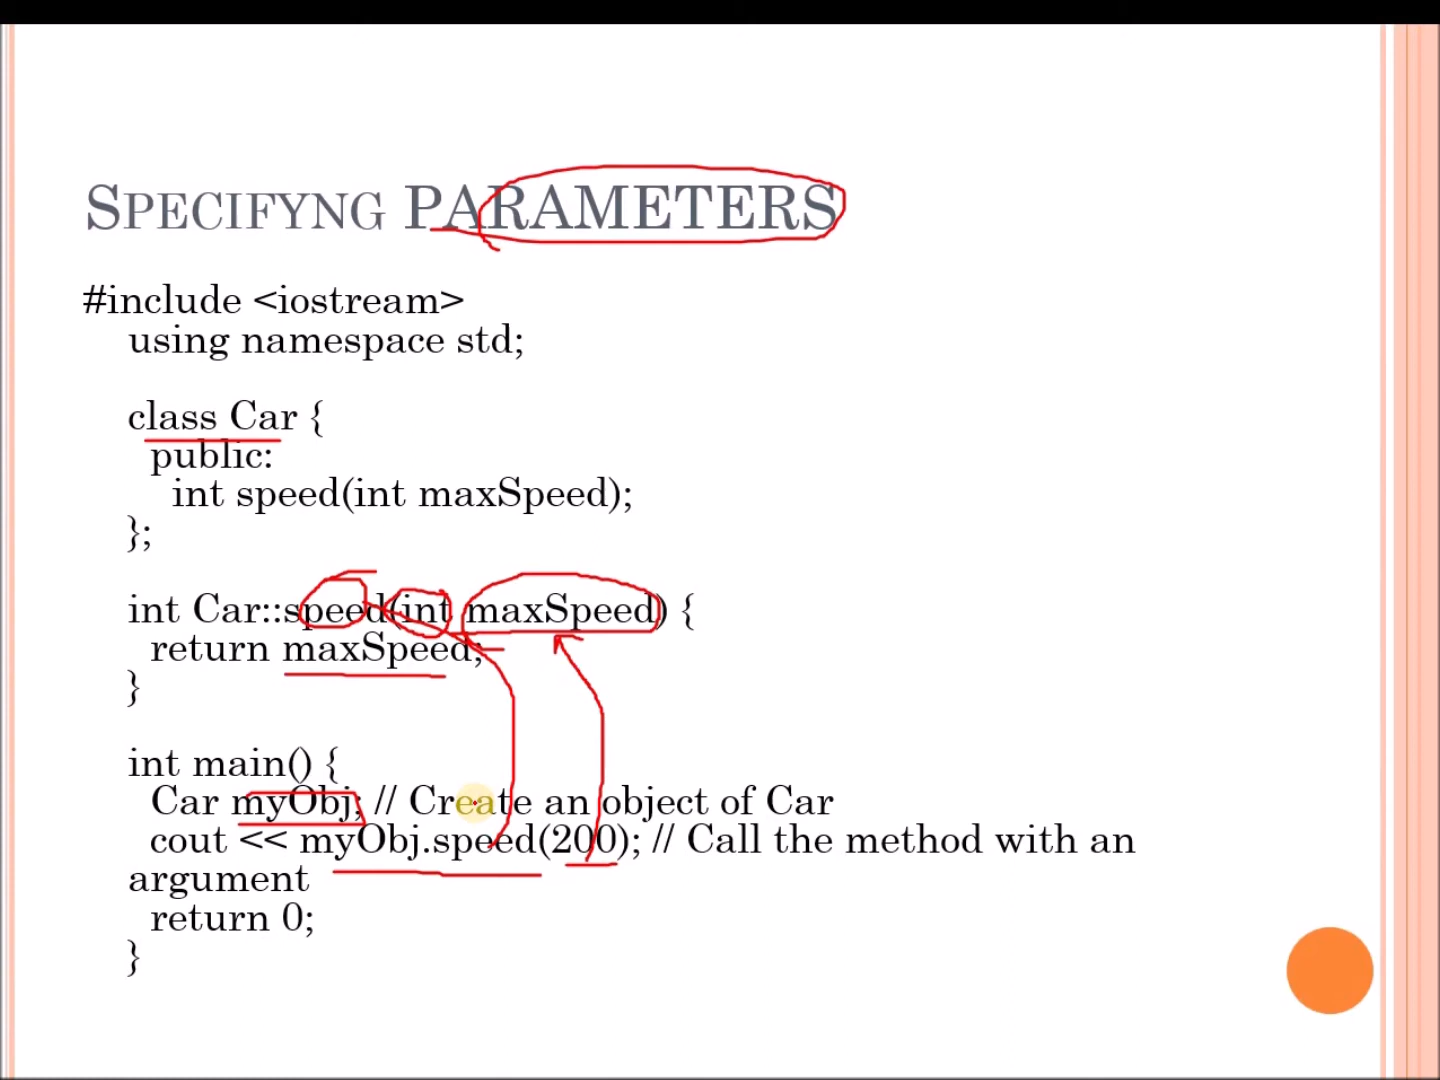 SPECIFYNG PARAMETERS
#include <iostream>
using namespace std;
class Car {
public:
int speed(int maxSpeed);
};
int Car::speed(int maxSpeed) {
return maxSpeed;
}
int main() {
Car myObj; // Create an object of Car
cout << myObj.speed(200); // Call the method with an
argument
return 0;
}